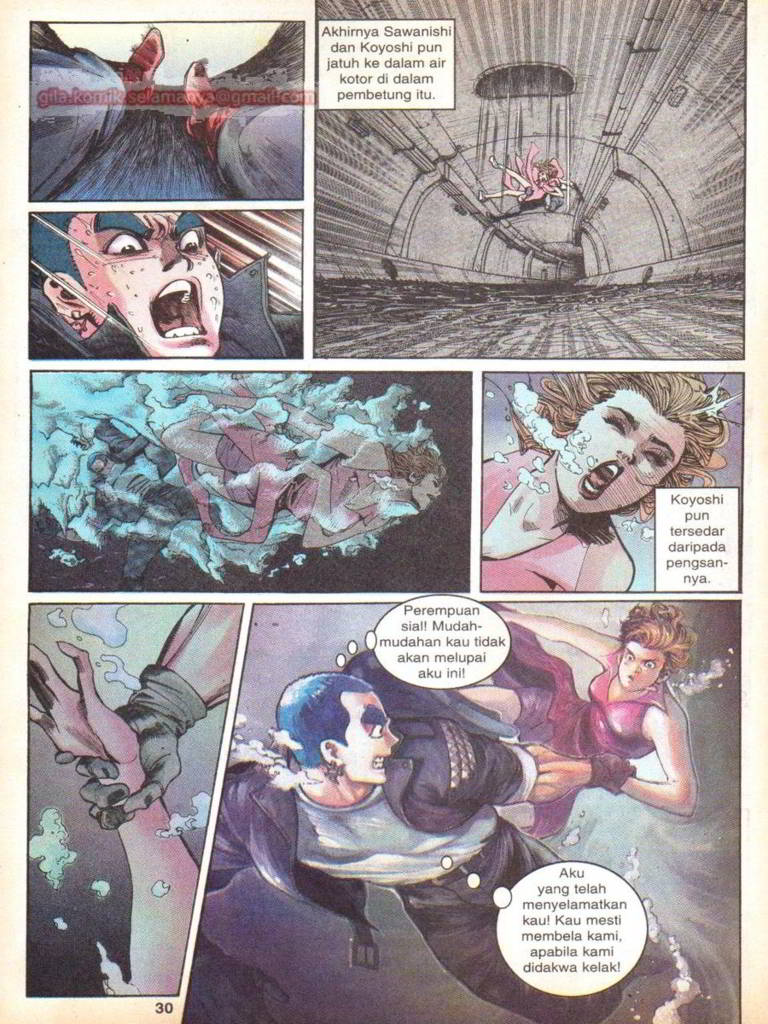 gila.komik.selamanya@gmail.com
Akhirnya Sawanishi
dan Koyoshi pun
jatuh ke dalam air
kotor di dalam
pembetung itu.
Koyoshi
pun
tersedar
daripada
pengsan-
nya.
Perempuan
sial! Mudah-
mudahan kau tidak
akan melupai
aku ini!
Aku
yang telah
menyelamatkan
kau! Kau mesti
membela kami,
apabila kami
didakwa kelak!
30